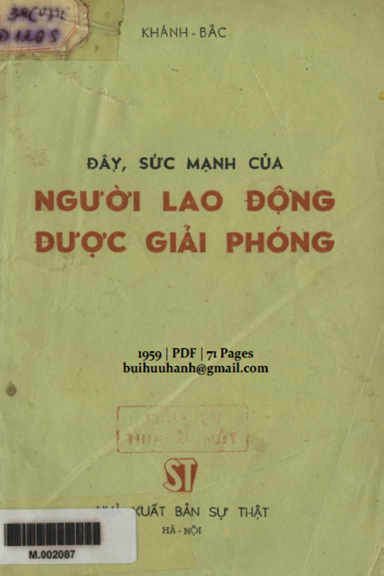 KHÁNH-BẮC
ĐÂY, SỨC MẠNH CỦA
NGƯỜI LAO ĐỘNG
ĐƯỢC GIẢI PHÓNG
1959 | PDF | 71 Pages
buihuuhanh@gmail.com
ST
XUẤT BẢN SỰ THẬT
HÀ-NỘI
M.002087